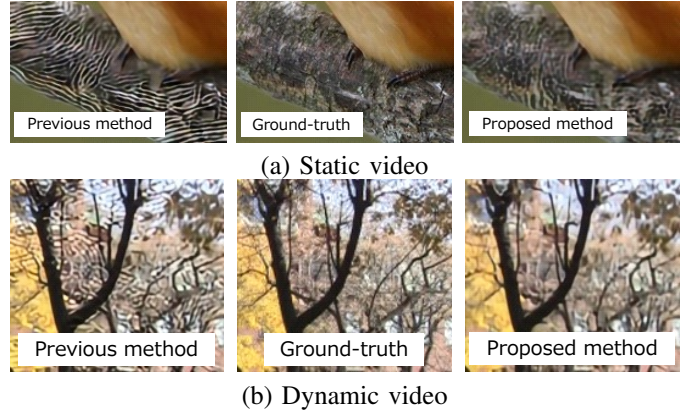 Previous method
Ground-truth
Proposed method
(a) Static video
Previous method
Ground-truth
Proposed method
(b) Dynamic video